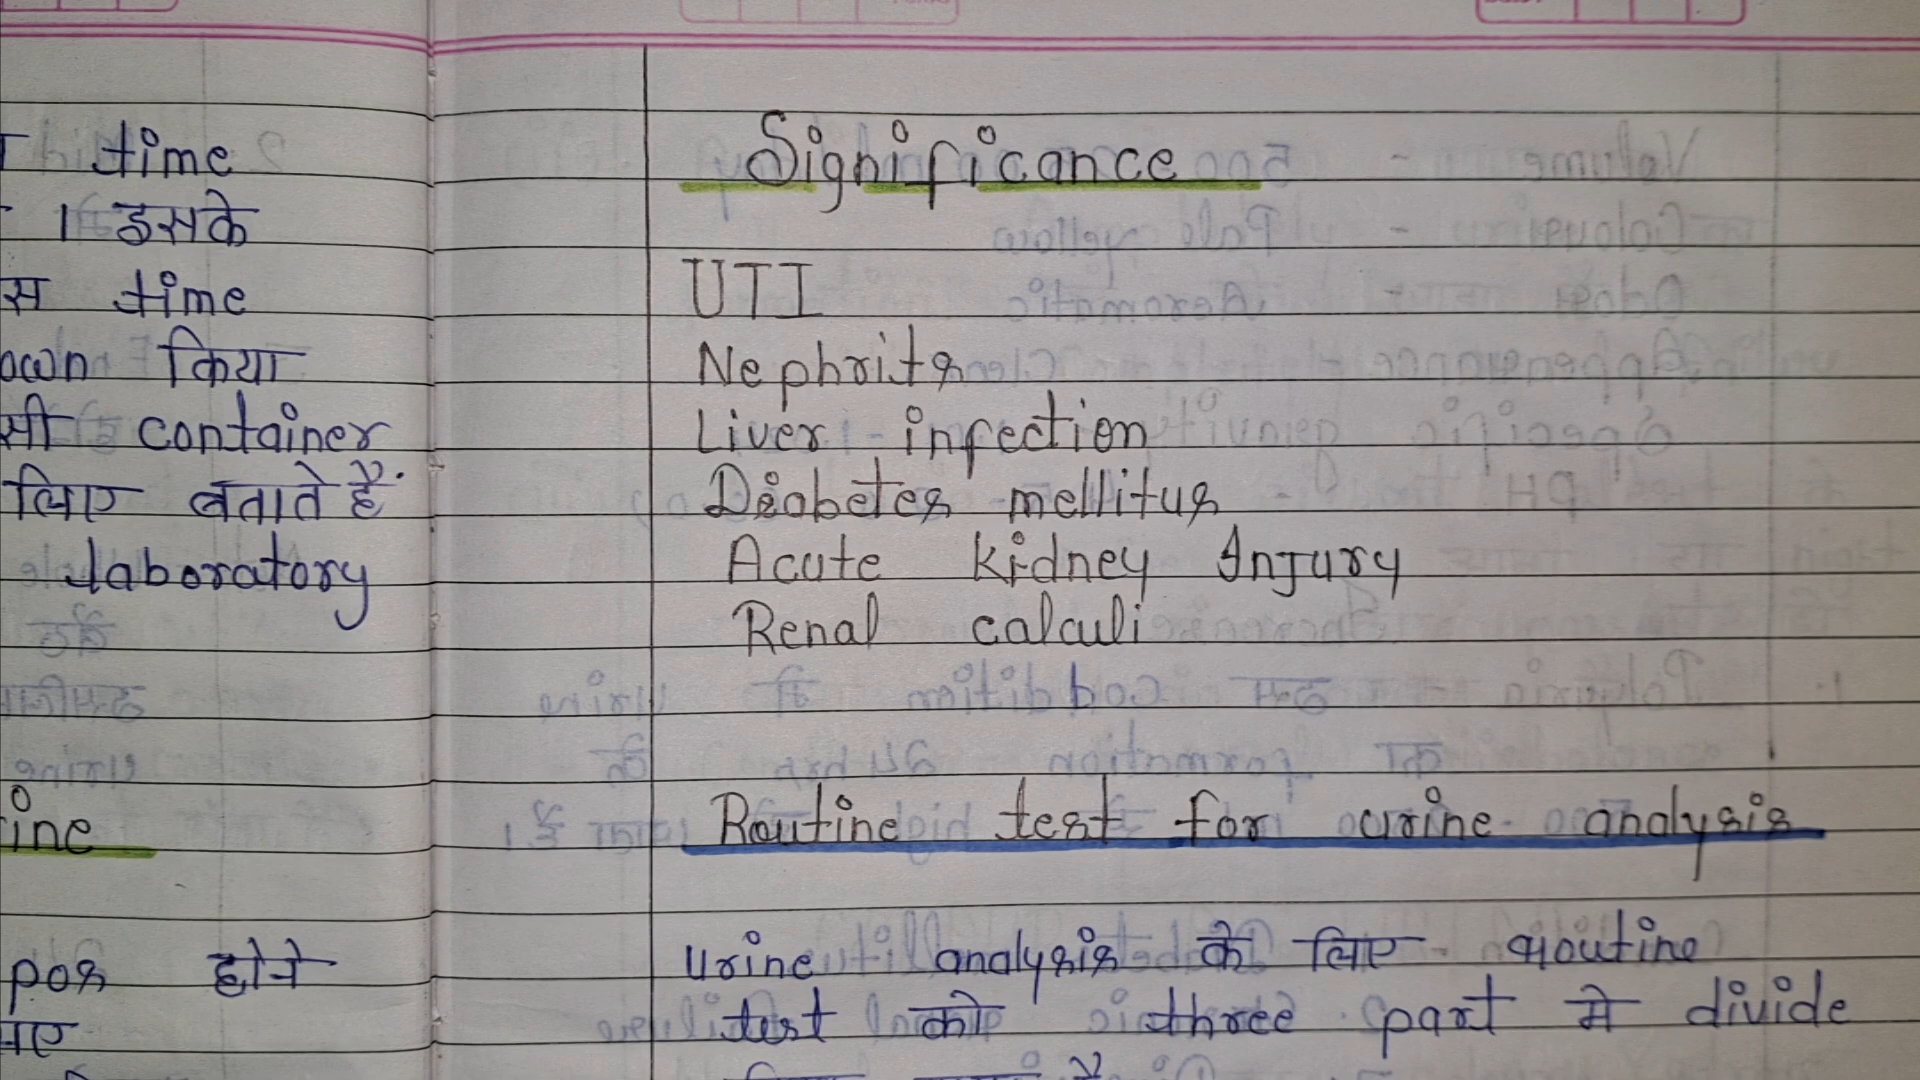 time
। इसके
स time
own किया
सी container
लिए बताते है.
laboratory
ine
pos होने
Significance
UTI
Nephrits
Liver infection
Diabetes mellitus
Acute kidney Injury
Renal calculi
Routine test for urine analysis
Urine analysis के लिए routine
test को three part मे divide